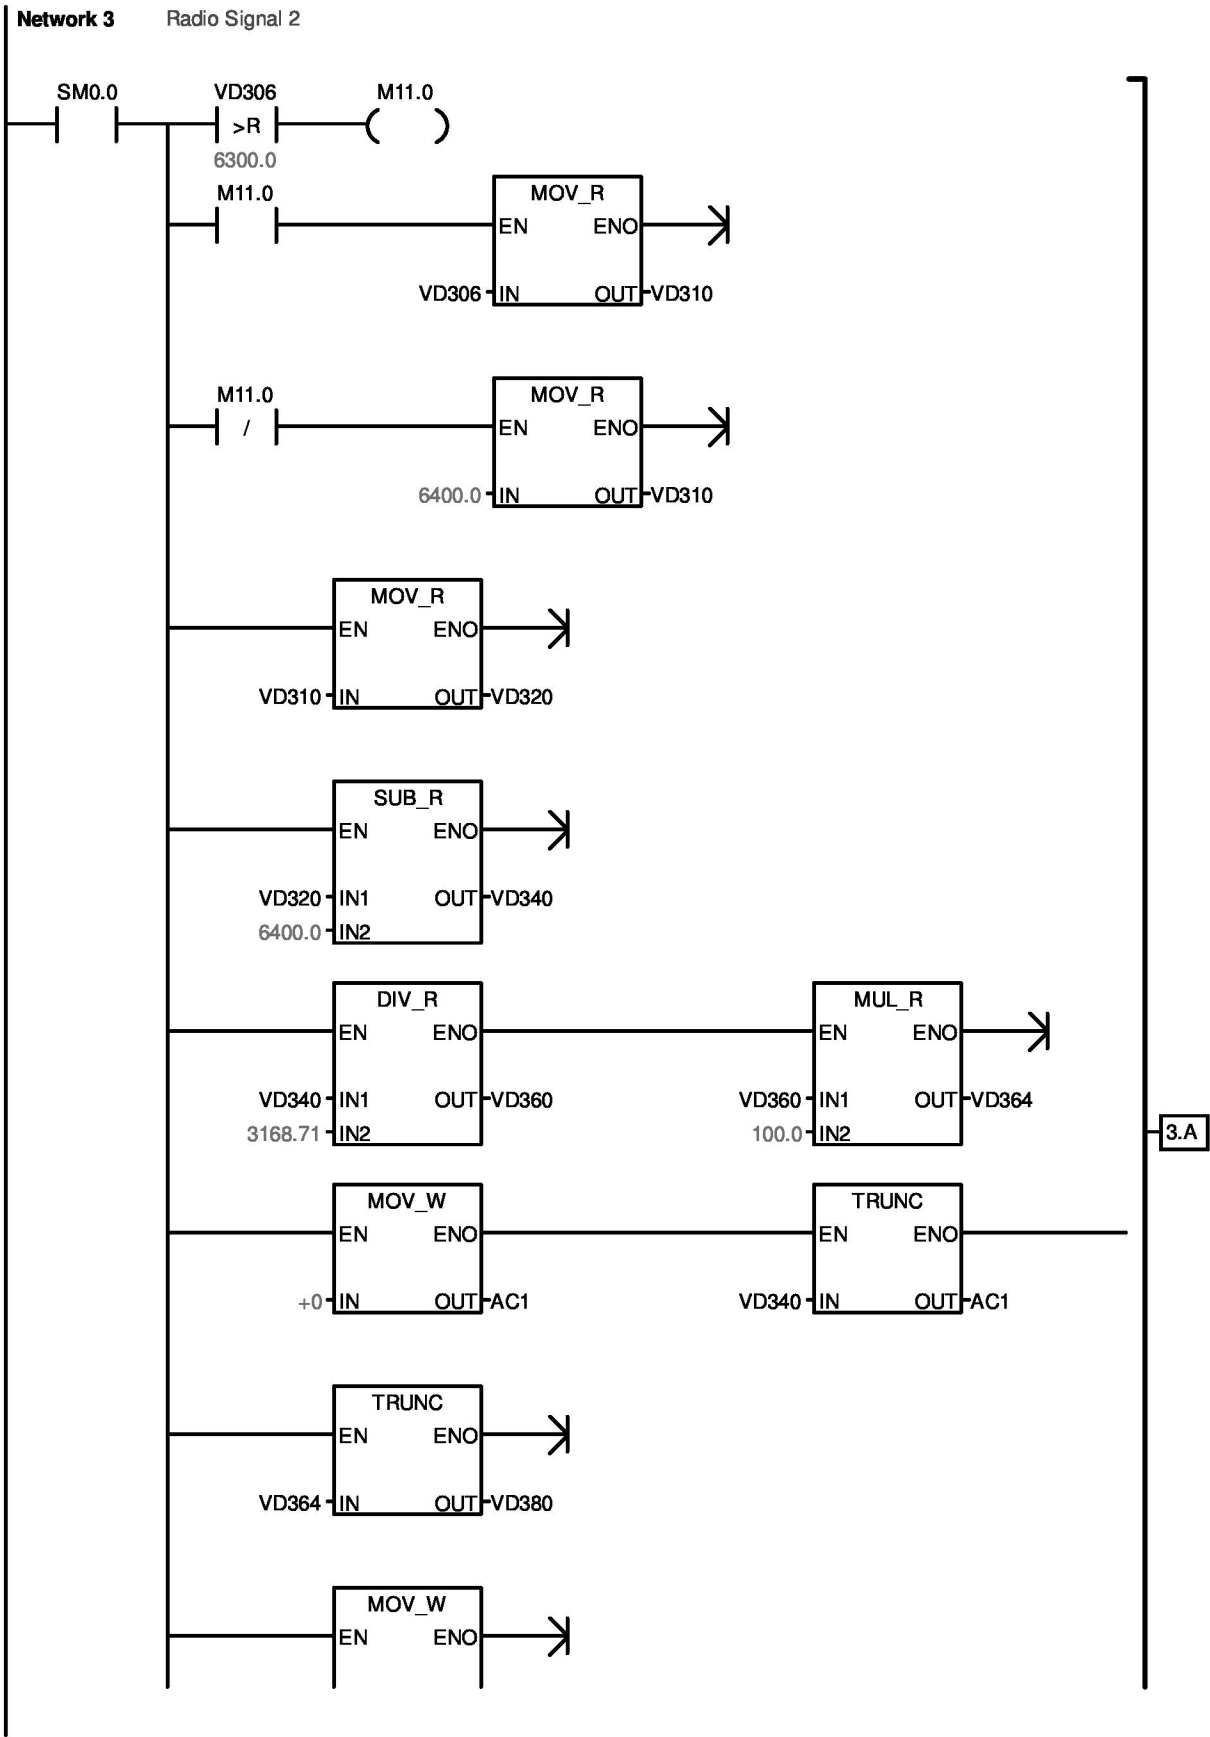 Network 3 Radio Signal 2
SM0.0 VD306 M11.0
>R
6300.0
M11.0
MOV_R
EN ENO
VD306 IN OUT VD310
M11.0
/
MOV_R
EN ENO
6400.0 IN OUT VD310
MOV_R
EN ENO
VD310 IN OUT VD320
SUB_R
EN ENO
VD320 IN1 OUT VD340
6400.0 IN2
DIV_R MUL_R
EN ENO EN ENO
VD340 IN1 OUT VD360 VD360 IN1 OUT VD364
3168.71 IN2 100.0 IN2
3.A
MOV_W TRUNC
EN ENO EN ENO
+0 IN OUT AC1 VD340 IN OUT AC1
TRUNC
EN ENO
VD364 IN OUT VD380
MOV_W
EN ENO